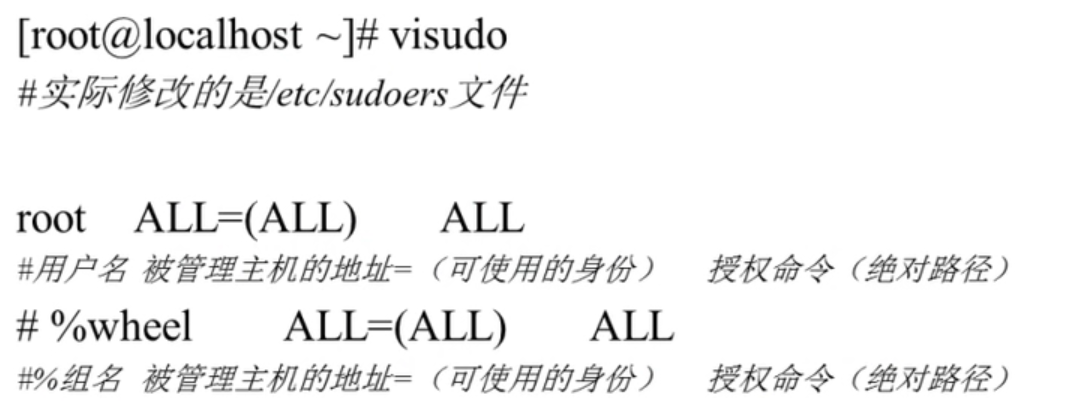 [root@localhost ~]# visudo
#实际修改的是/etc/sudoers文件
root ALL=(ALL) ALL
#用户名 被管理主机的地址=（可使用的身份） 授权命令（绝对路径）
# %wheel ALL=(ALL) ALL
#%组名 被管理主机的地址=（可使用的身份） 授权命令（绝对路径）